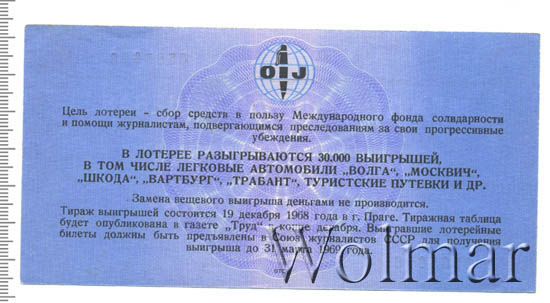 OIJ
Цель лотереи – сбор средств в пользу Международного фонда солидарности
и помощи журналистам, подвергающимся преследованиям за свои прогрессивные
убеждения.
В ЛОТЕРЕЕ РАЗЫГРЫВАЮТСЯ 30.000 ВЫИГРЫШЕЙ,
В ТОМ ЧИСЛЕ ЛЕГКОВЫЕ АВТОМОБИЛИ „ВОЛГА“, „МОСКВИЧ“,
„ШКОДА“, „ВАРТБУРГ“, „ТРАБАНТ“, ТУРИСТСКИЕ ПУТЕВКИ И ДР.
Замена вещевого выигрыша деньгами не производится.
Тираж выигрышей состоится 19 декабря 1968 года в г. Праге. Тиражная таблица
будет опубликована в газете „Труд“ в конце декабря. Выигравшие лотерейные
билеты должны быть предъявлены в Союз журналистов СССР для получения
выигрыша до 31 марта 1969 года.
Wolmar